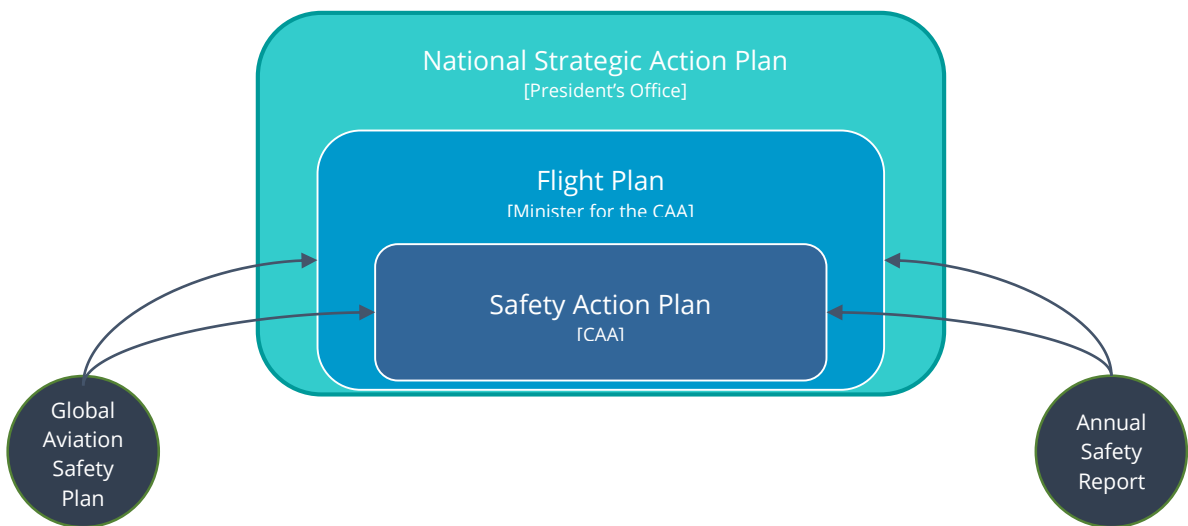 National Strategic Action Plan
[President's Office]
Flight Plan
[Minister for the CAA]
Safety Action Plan
[CAA]
Global
Aviation
Safety
Plan
Annual
Safety
Report